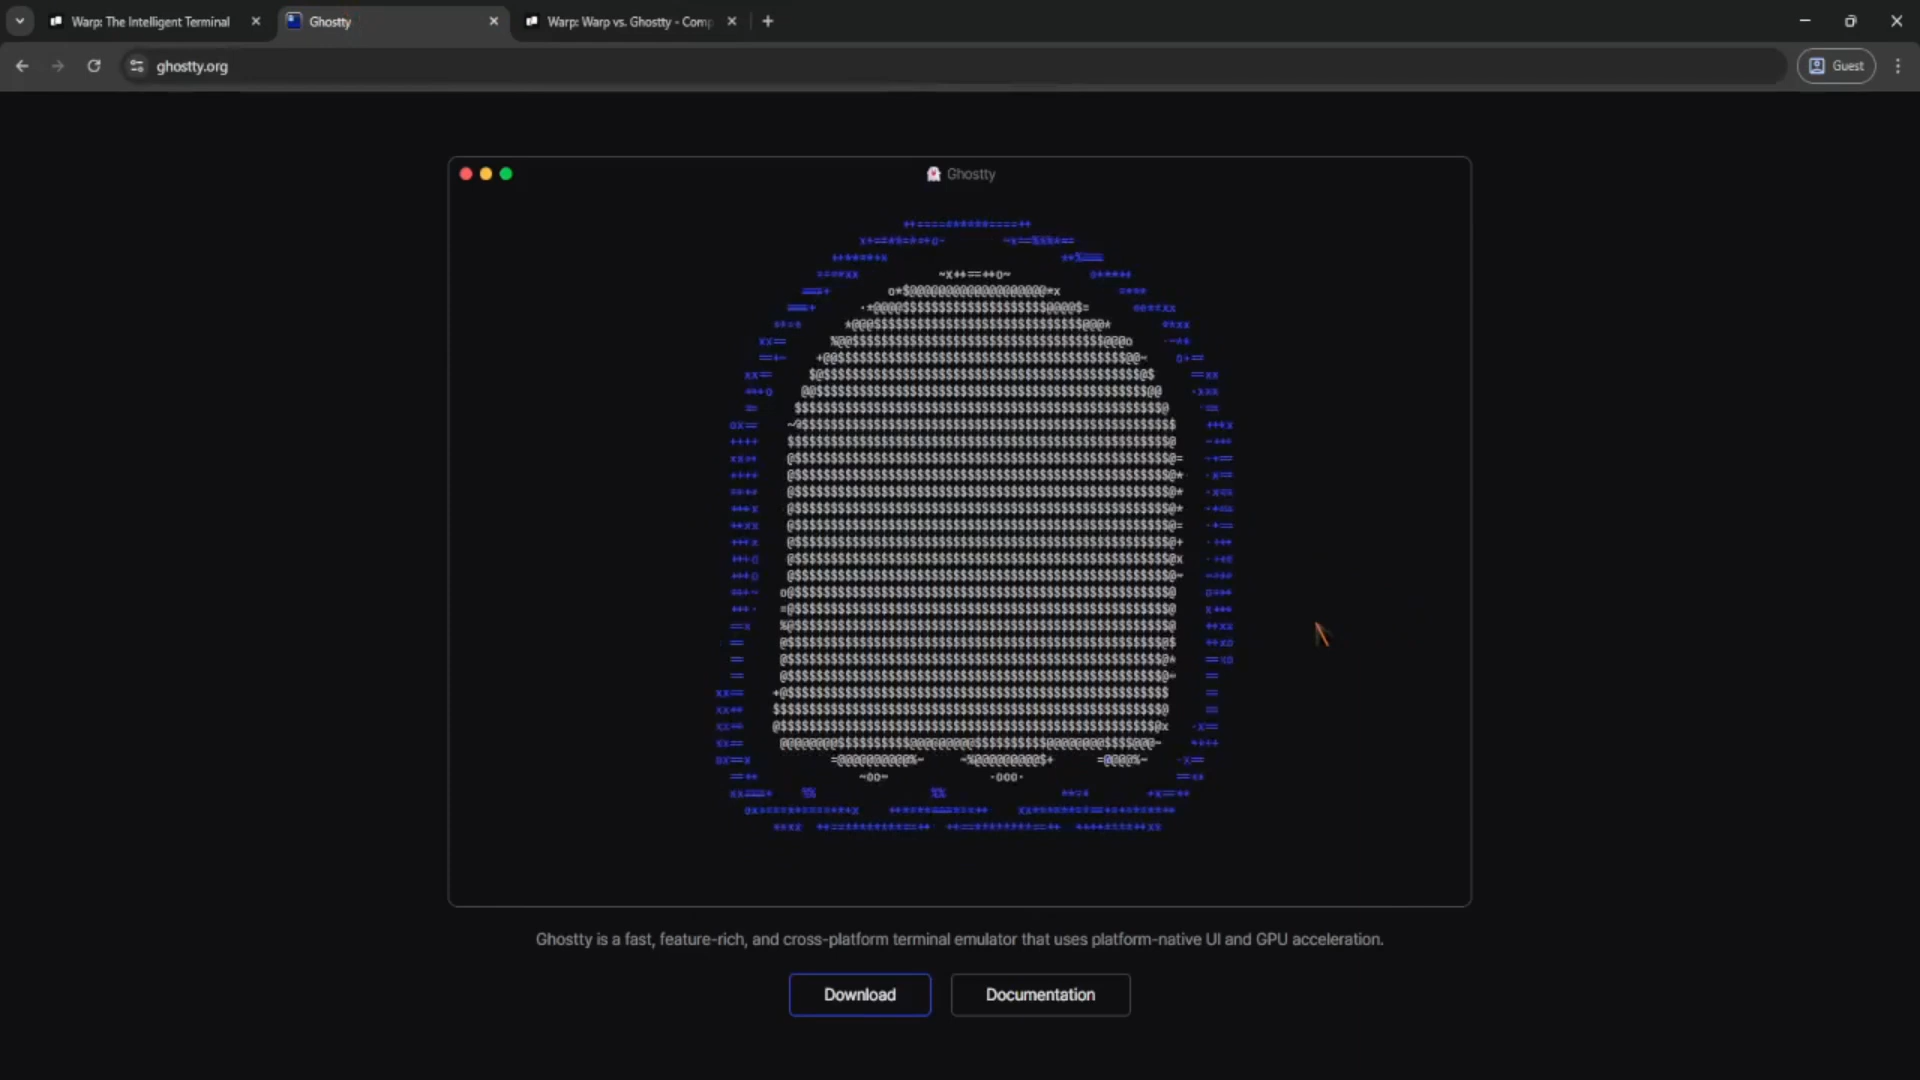 Warp: The Intelligent Terminal
Ghostty
Warp: Warp vs. Ghostty - Comp
ghostty.org
Guest
Ghostty
Ghostty is a fast, feature-rich, and cross-platform terminal emulator that uses platform-native UI and GPU acceleration.
Download
Documentation